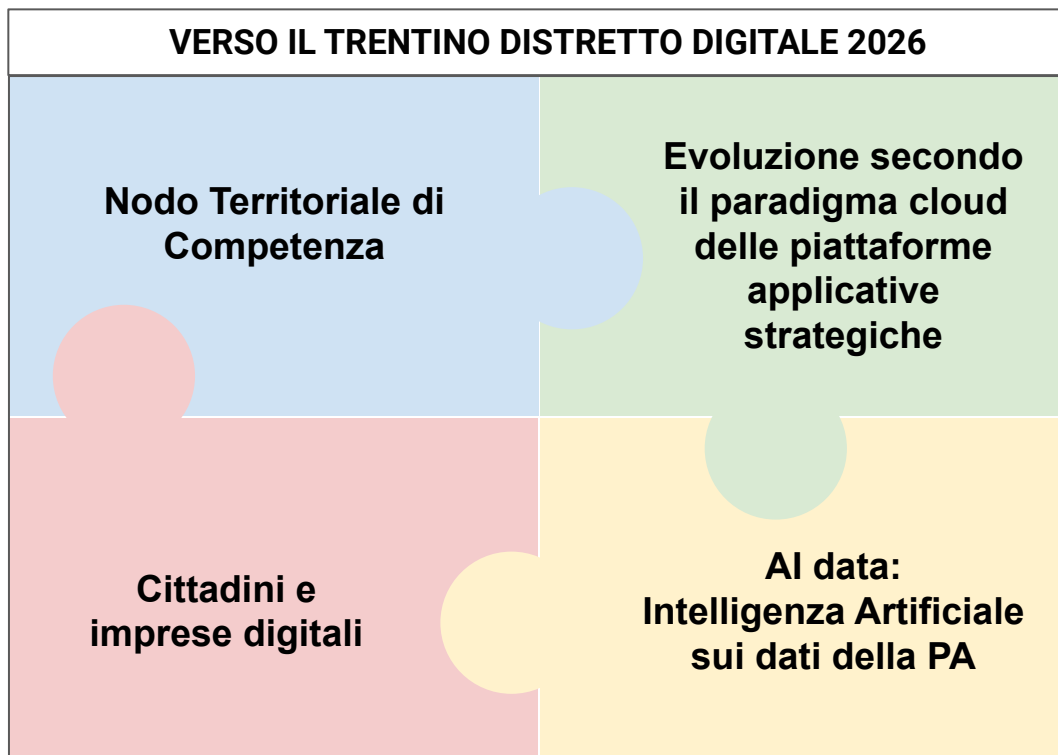 VERSO IL TRENTINO DISTRETTO DIGITALE 2026
Nodo Territoriale di
Competenza
Evoluzione secondo
il paradigma cloud
delle piattaforme
applicative
strategiche
Cittadini e
imprese digitali
AI data:
Intelligenza Artificiale
sui dati della PA